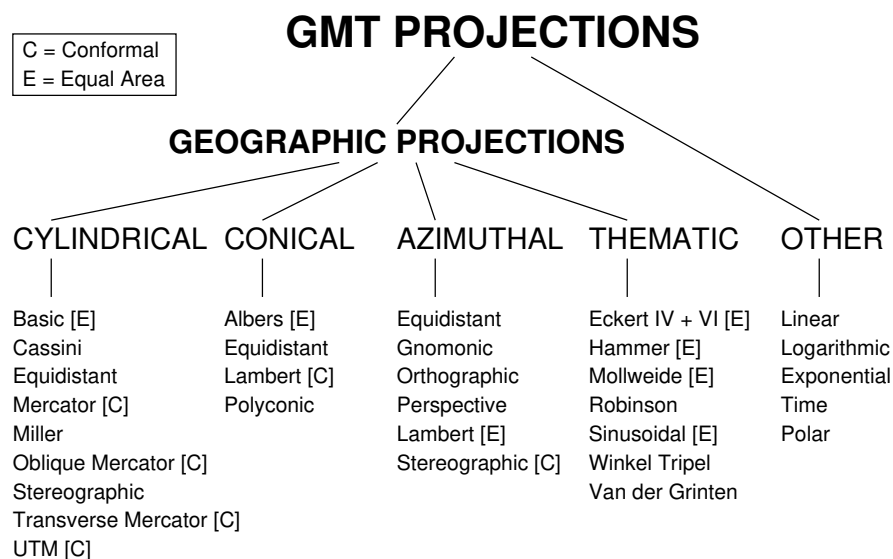 GMT PROJECTIONS
C = Conformal
E = Equal Area
GEOGRAPHIC PROJECTIONS
CYLINDRICAL
Basic [E]
Cassini
Equidistant
Mercator [C]
Miller
Oblique Mercator [C]
Stereographic
Transverse Mercator [C]
UTM [C]
CONICAL
Albers [E]
Equidistant
Lambert [C]
Polyconic
AZIMUTHAL
Equidistant
Gnomonic
Orthographic
Perspective
Lambert [E]
Stereographic [C]
THEMATIC
Eckert IV + VI [E]
Hammer [E]
Mollweide [E]
Robinson
Sinusoidal [E]
Winkel Tripel
Van der Grinten
OTHER
Linear
Logarithmic
Exponential
Time
Polar